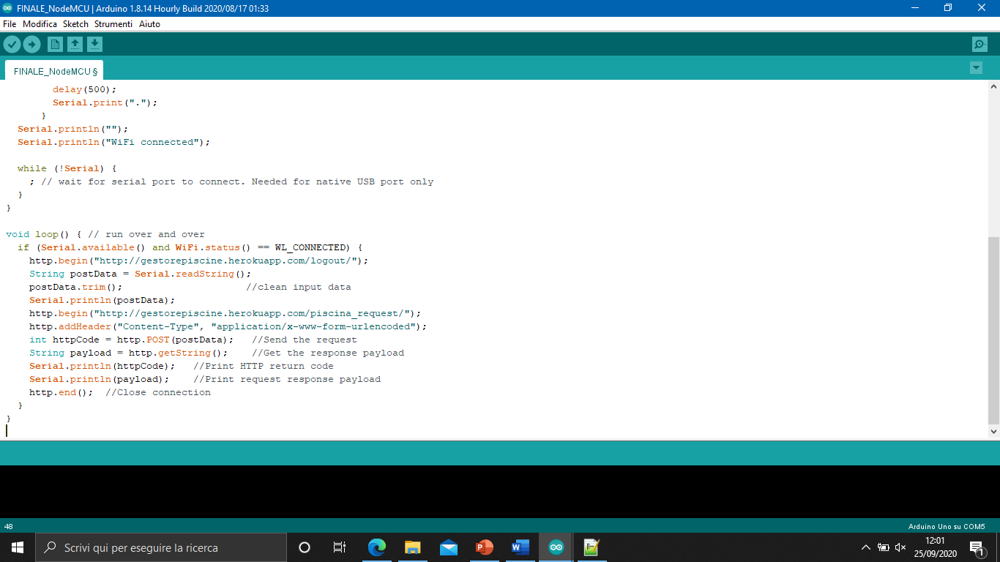 FINALE_NodeMCU | Arduino 1.8.14 Hourly Build 2020/08/17 01:33
File Modifica Sketch Strumenti Aiuto
FINALE_NodeMCU §
delay(500);
Serial.print(".");
}
Serial.println("");
Serial.println("WiFi connected");
while (!Serial) {
; // wait for serial port to connect. Needed for native USB port only
}
}
void loop() { // run over and over
if (Serial.available() and WiFi.status() == WL_CONNECTED) {
http.begin("http://gestorepiscine.herokuapp.com/logout/");
String postData = Serial.readString();
postData.trim(); //clean input data
Serial.println(postData);
http.begin("http://gestorepiscine.herokuapp.com/piscina_request/");
http.addHeader("Content-Type", "application/x-www-form-urlencoded");
int httpCode = http.POST(postData); //Send the request
String payload = http.getString(); //Get the response payload
Serial.println(httpCode); //Print HTTP return code
Serial.println(payload); //Print request response payload
http.end(); //Close connection
}
}
48
Arduino Uno su COM5
Scrivi qui per eseguire la ricerca
12:01
25/09/2020
1